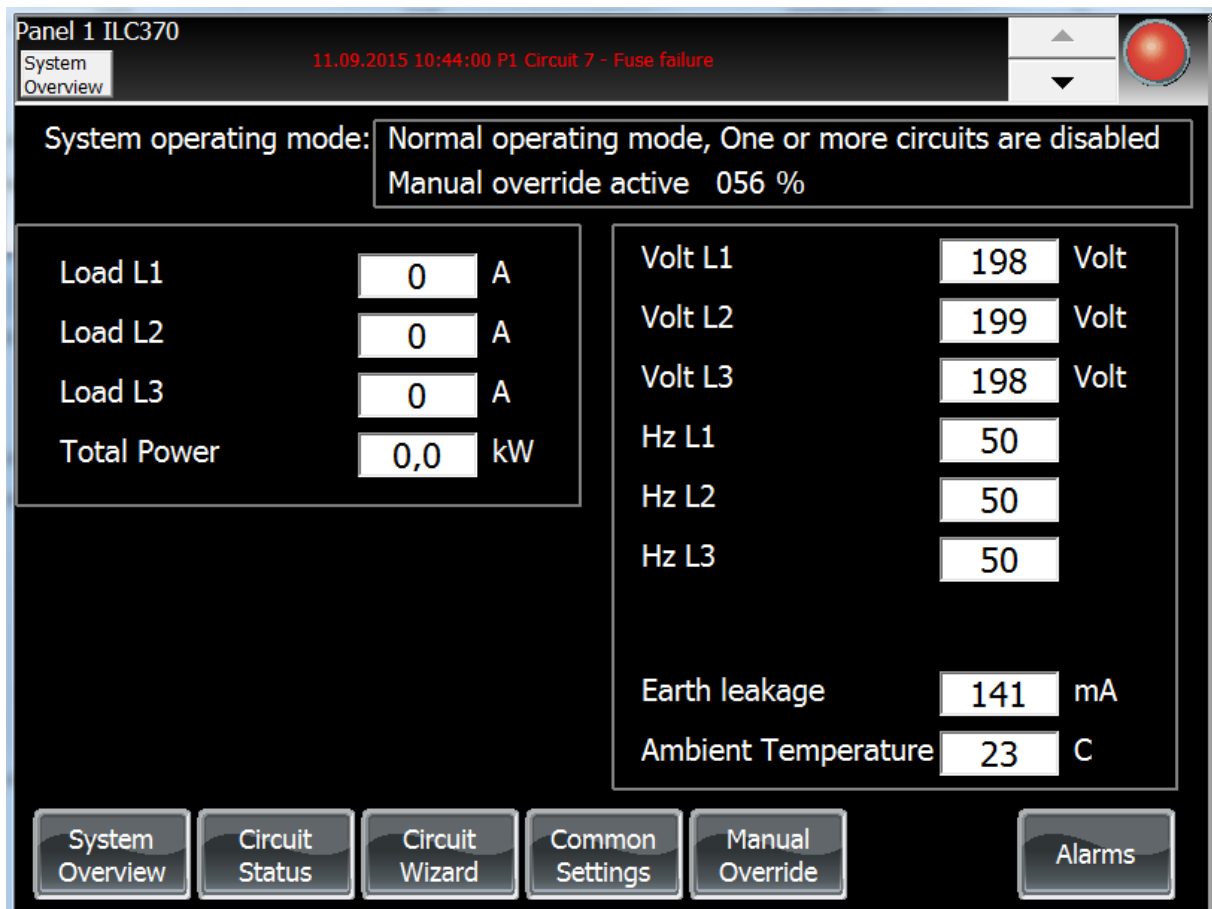 Panel 1 ILC370
System
Overview
11.09.2015 10:44:00 P1 Circuit 7 - Fuse failure
System operating mode: Normal operating mode, One or more circuits are disabled
Manual override active 056 %
Load L1 0 A
Load L2 0 A
Load L3 0 A
Total Power 0,0 kW
Volt L1 198 Volt
Volt L2 199 Volt
Volt L3 198 Volt
Hz L1 50
Hz L2 50
Hz L3 50
Earth leakage 141 mA
Ambient Temperature 23 C
System
Overview
Circuit
Status
Circuit
Wizard
Common
Settings
Manual
Override
Alarms